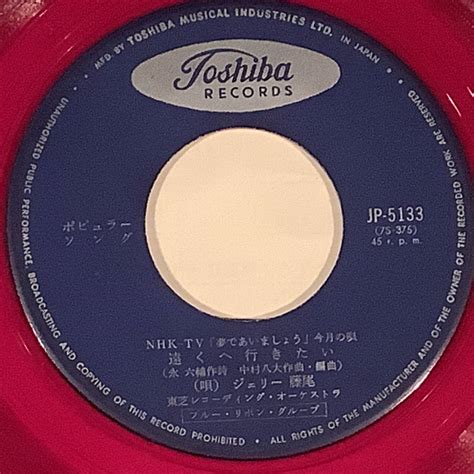 MFD. BY TOSHIBA MUSICAL INDUSTRIES LTD. IN JAPAN.
ALL RIGHTS OF THE MANUFACTURER AND OF THE OWNER OF THE RECORDED WORK ARE RESERVED
UNAUTHORIZED PUBLIC PERFORMANCE, BROADCASTING AND COPYING OF THIS RECORD PROHIBITED
Toshiba
RECORDS
ポピュラー
ソング
JP-5133
(7S-375)
45 r. p. m.
NHK-TV「夢であいましょう」今月の唄
遠くへ行きたい
(永 六輔作詩 中村八大作曲・編曲)
(唄) ジェリー 藤尾
東芝レコーディング・オーケストラ
ブルー・リボン・グループ